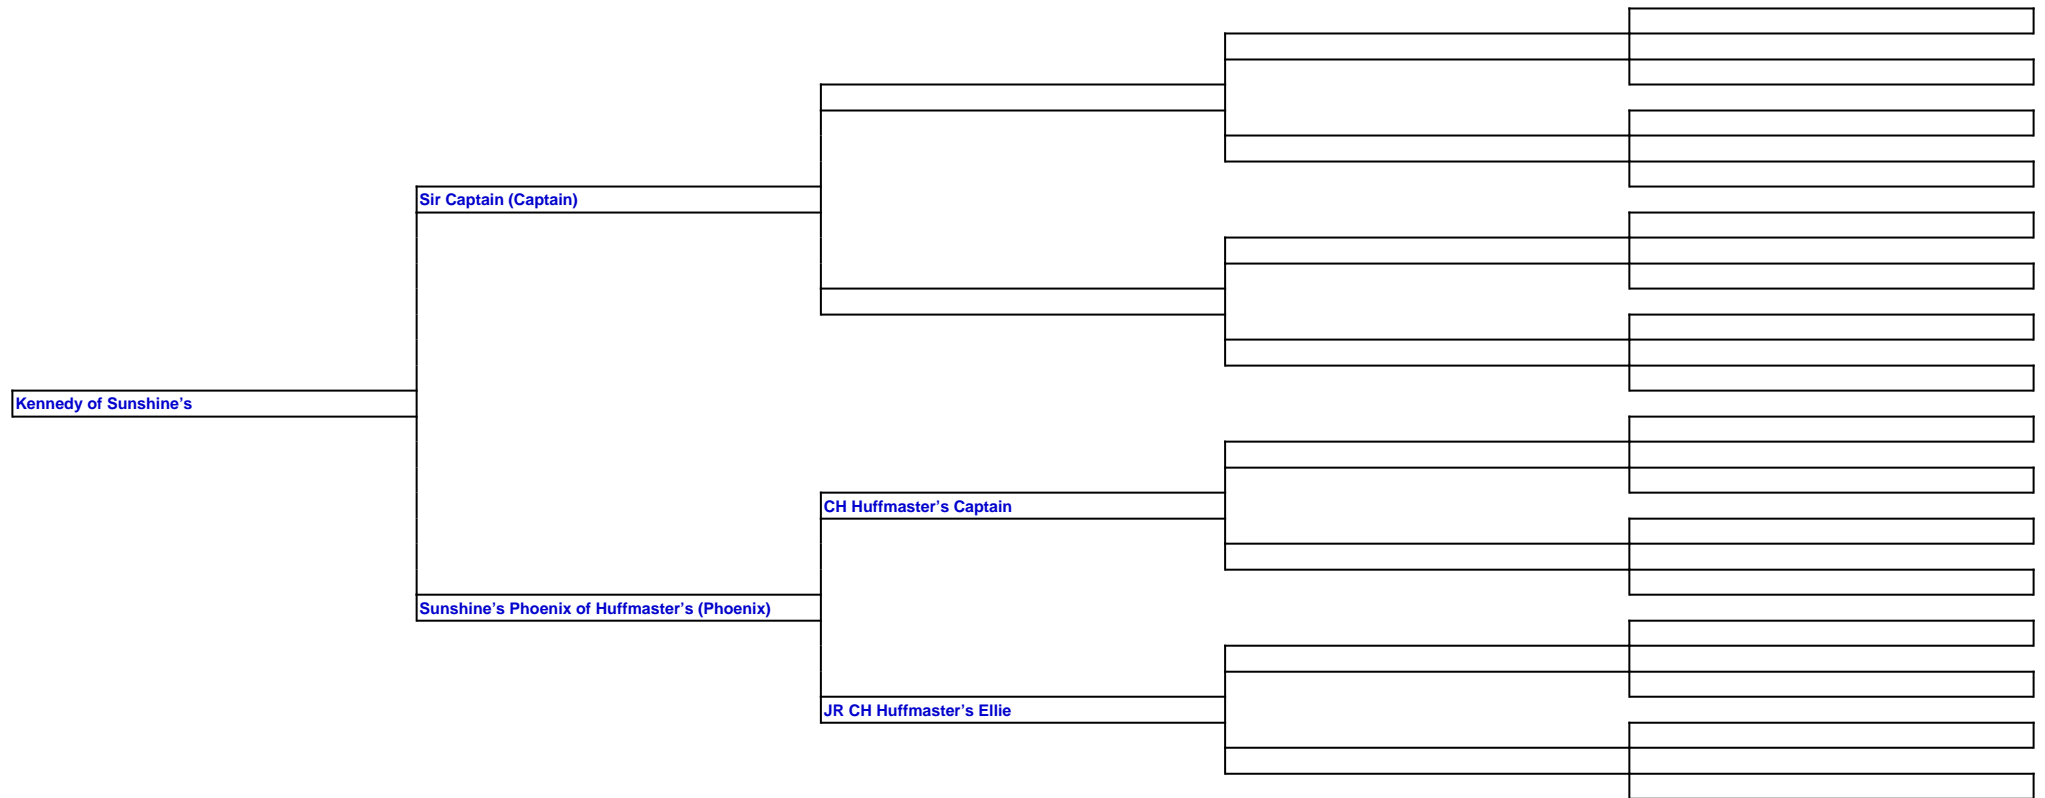 Sir Captain (Captain)
Kennedy of Sunshine’s
CH Huffmaster’s Captain
Sunshine’s Phoenix of Huffmaster’s (Phoenix)
JR CH Huffmaster’s Ellie